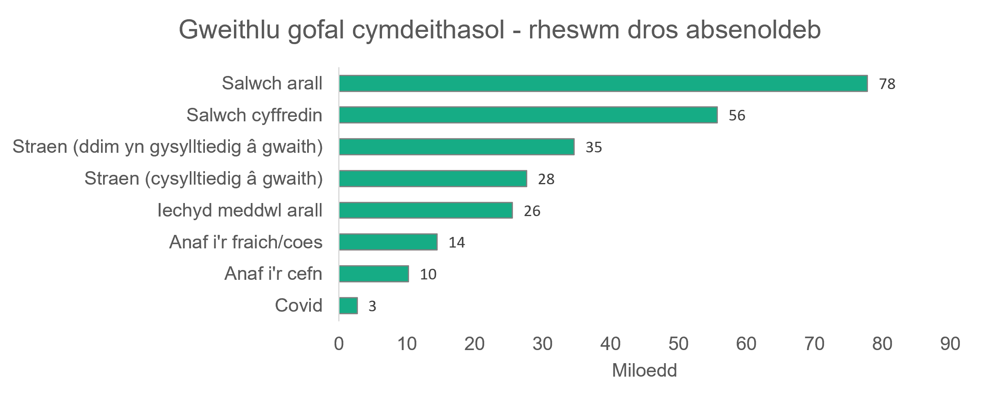 Gweithlu gofal cymdeithasol - rheswm dros absenoldeb
Salwch arall 78
Salwch cyffredin 56
Straen (ddim yn gysylltiedig â gwaith) 35
Straen (cysylltiedig â gwaith) 28
Iechyd meddwl arall 26
Anaf i'r fraich/coes 14
Anaf i'r cefn 10
Covid 3
0 10 20 30 40 50 60 70 80 90
Miloedd